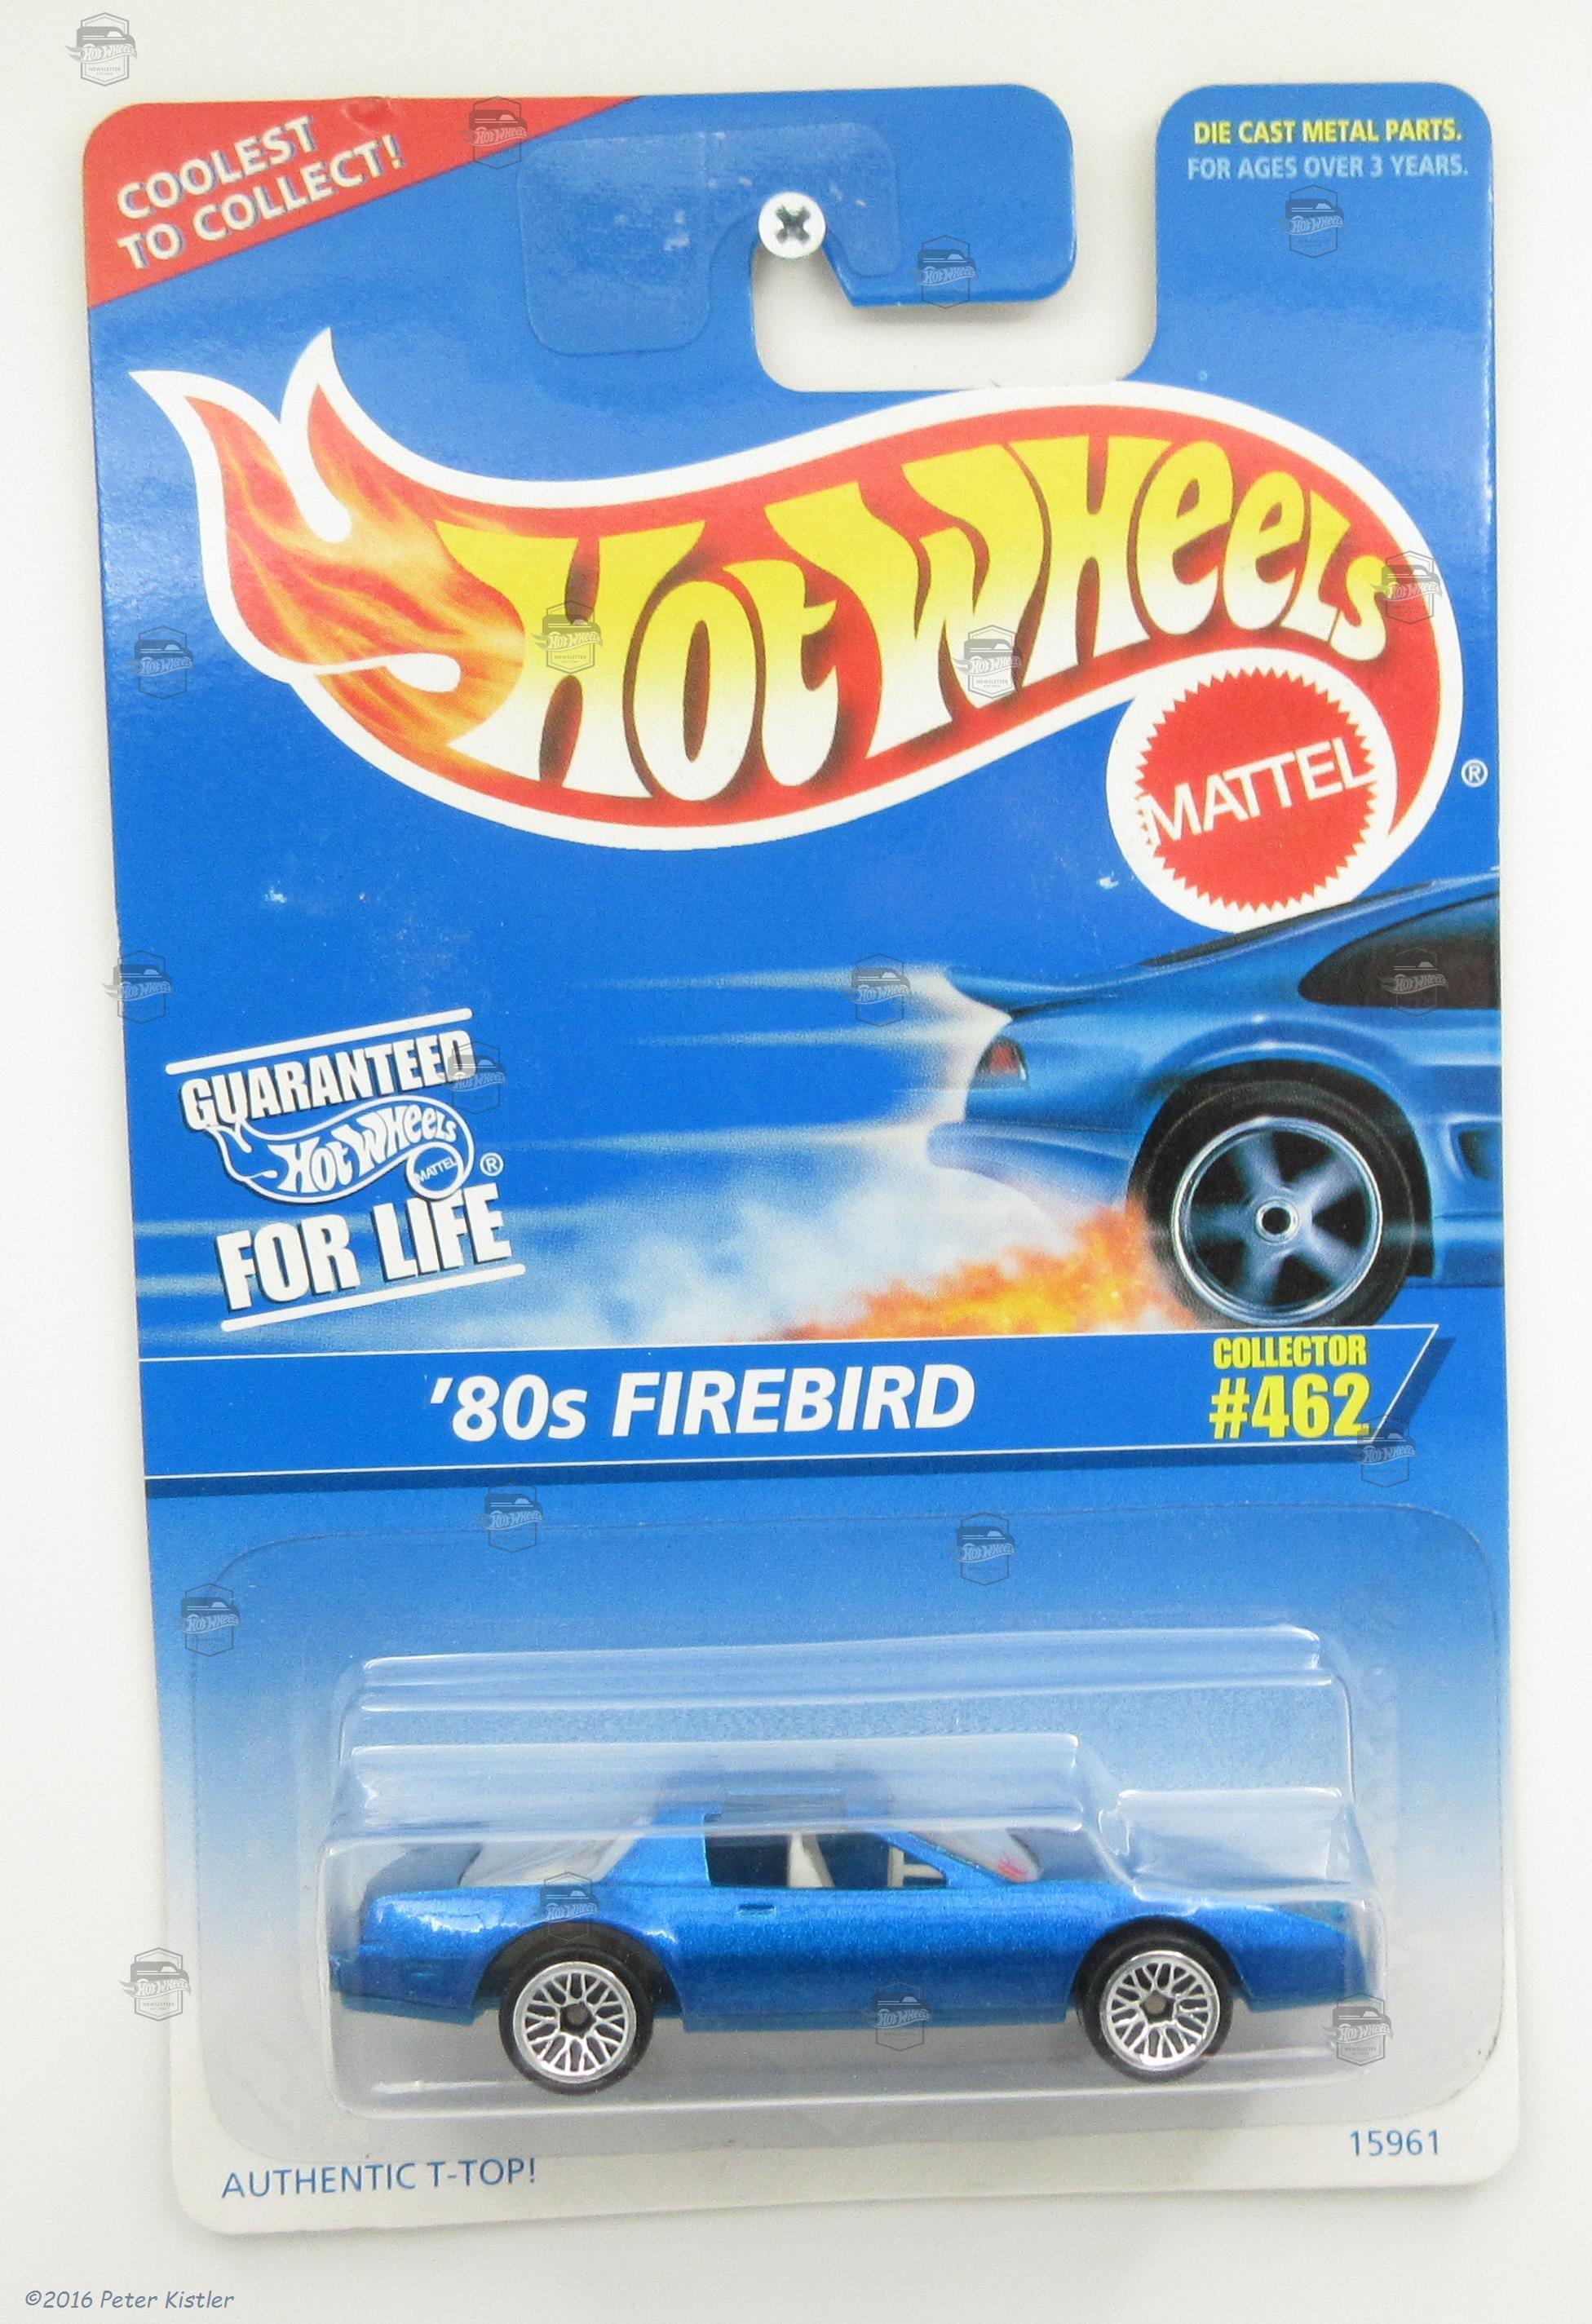 COOLEST
TO COLLECT!
DIE CAST METAL PARTS.
FOR AGES OVER 3 YEARS.
Hot Wheels
MATTEL
®
GUARANTEED
Hot Wheels
MATTEL
®
FOR LIFE
'80s FIREBIRD
COLLECTOR
#462
AUTHENTIC T-TOP!
15961
©2016 Peter Kistler